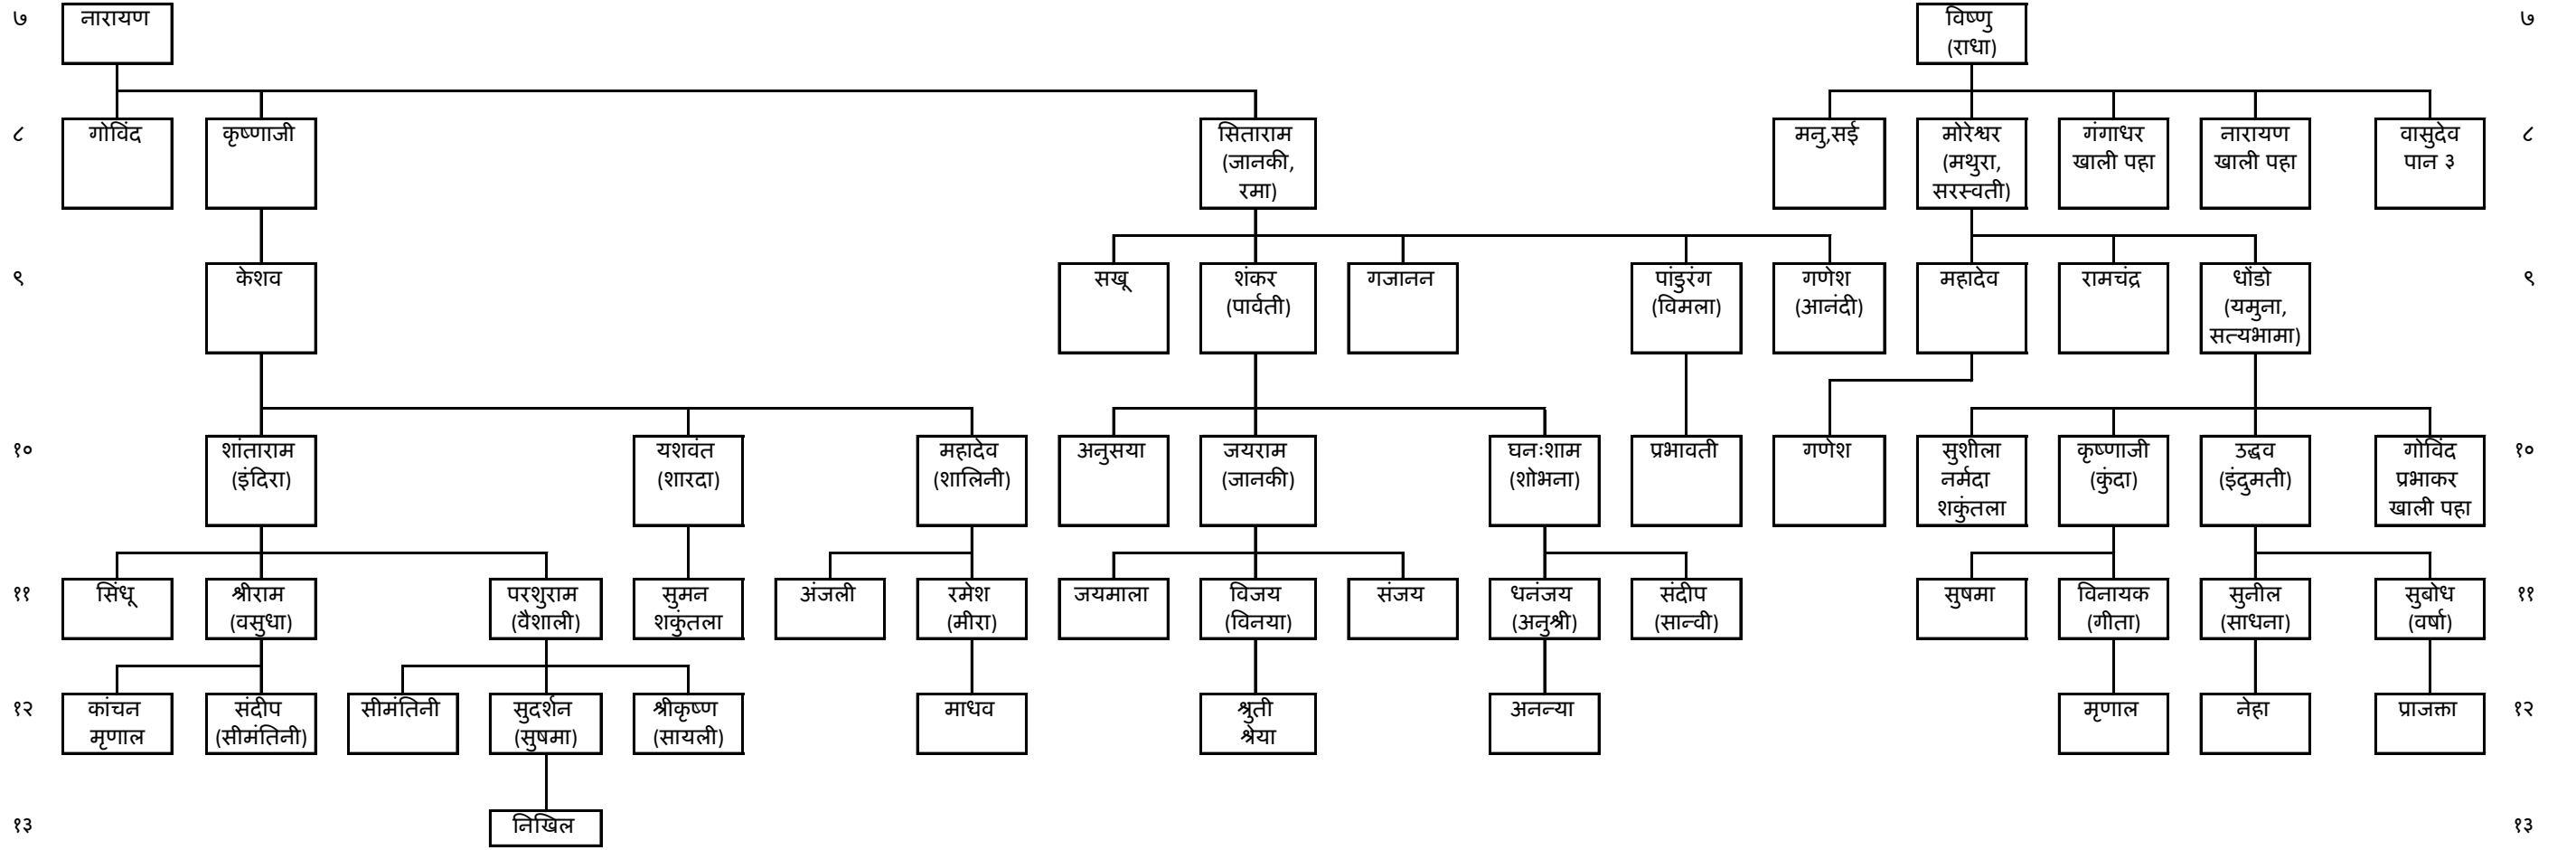 ७ नारायण विष्णु ७
(राधा)
८ गोविंद कृष्णाजी सिताराम मनु,सई मोरेश्वर गंगाधर नारायण वासुदेव ८
(जानकी, (मथुरा, खाली पहा खाली पहा पान ३
रमा) सरस्वती)
९ केशव सखू शंकर गजानन पांडुरंग गणेश महादेव रामचंद्र धोंडो ९
(पार्वती) (विमला) (आनंदी) (यमुना,
सत्यभामा)
१० शांताराम यशवंत महादेव अनुसया जयराम घनःशाम प्रभावती गणेश सुशीला कृष्णाजी उद्धव गोविंद १०
(इंदिरा) (शारदा) (शालिनी) (जानकी) (शोभना) नर्मदा (कुंदा) (इंदुमती) प्रभाकर
शकुंतला खाली पहा
११ सिंधू श्रीराम परशुराम सुमन अंजली रमेश जयमाला विजय संजय धनंजय संदीप सुषमा विनायक सुनील सुबोध ११
(वसुधा) (वैशाली) शकुंतला (मीरा) (विनया) (अनुश्री) (सान्वी) (गीता) (साधना) (वर्षा)
१२ कांचन संदीप सीमंतिनी सुदर्शन श्रीकृष्ण माधव श्रुती अनन्या मृणाल नेहा प्राजक्ता १२
मृणाल (सीमंतिनी) (सुषमा) (सायली) श्रेया
१३ निखिल १३